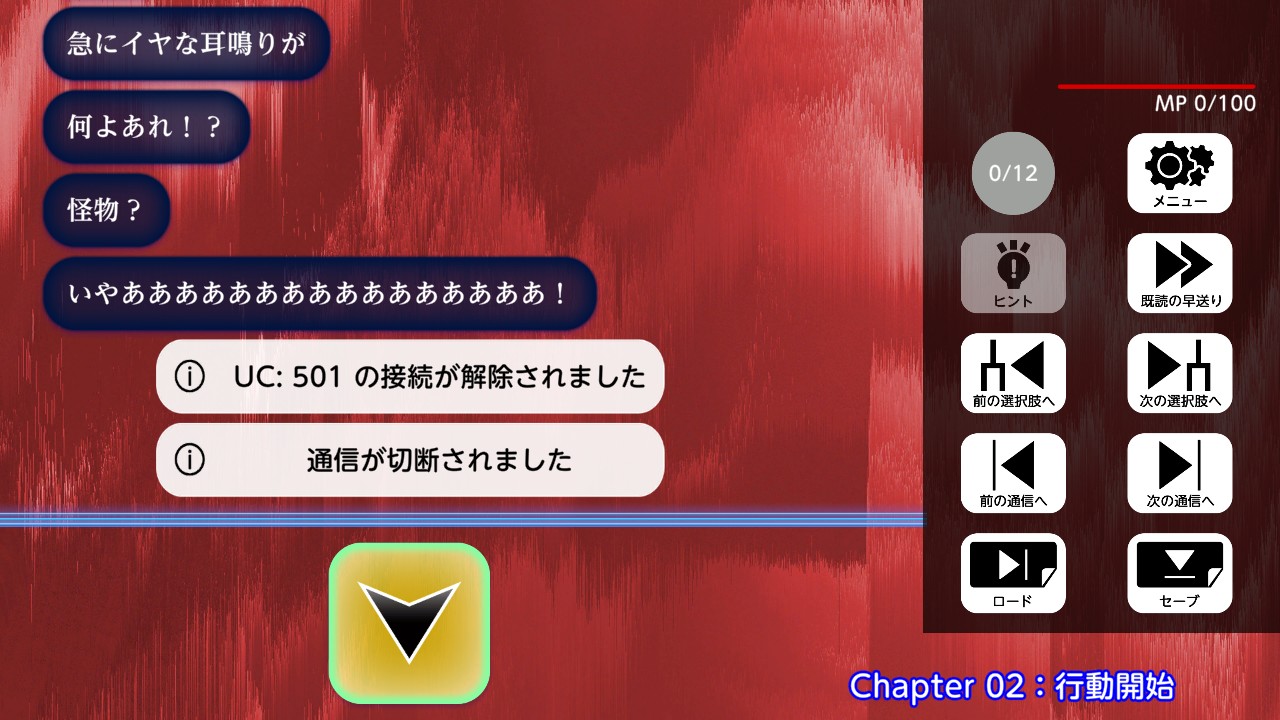 急にイヤな耳鳴りが
何よあれ！？
怪物？
いやああああああああああああああああ！
UC: 501 の接続が解除されました
通信が切断されました
MP 0/100
0/12
メニュー
ヒント
既読の早送り
前の選択肢へ
次の選択肢へ
前の通信へ
次の通信へ
ロード
セーブ
Chapter 02：行動開始